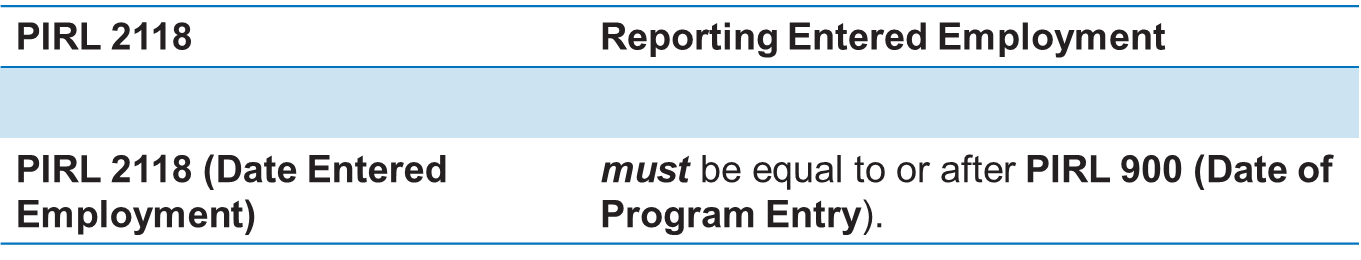 PIRL 2118 Reporting Entered Employment
PIRL 2118 (Date Entered Employment)
must be equal to or after PIRL 900 (Date of Program Entry).